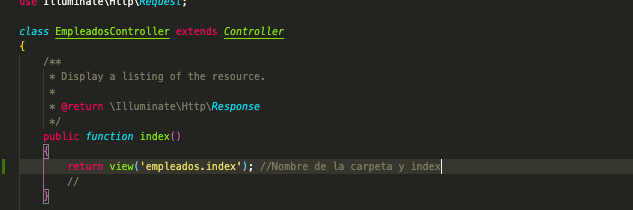 use Illuminate\Http\Request;
class EmpleadosController extends Controller
{
/**
* Display a listing of the resource.
*
* @return \Illuminate\Http\Response
*/
public function index()
{
return view('empleados.index'); //Nombre de la carpeta y index
//
}